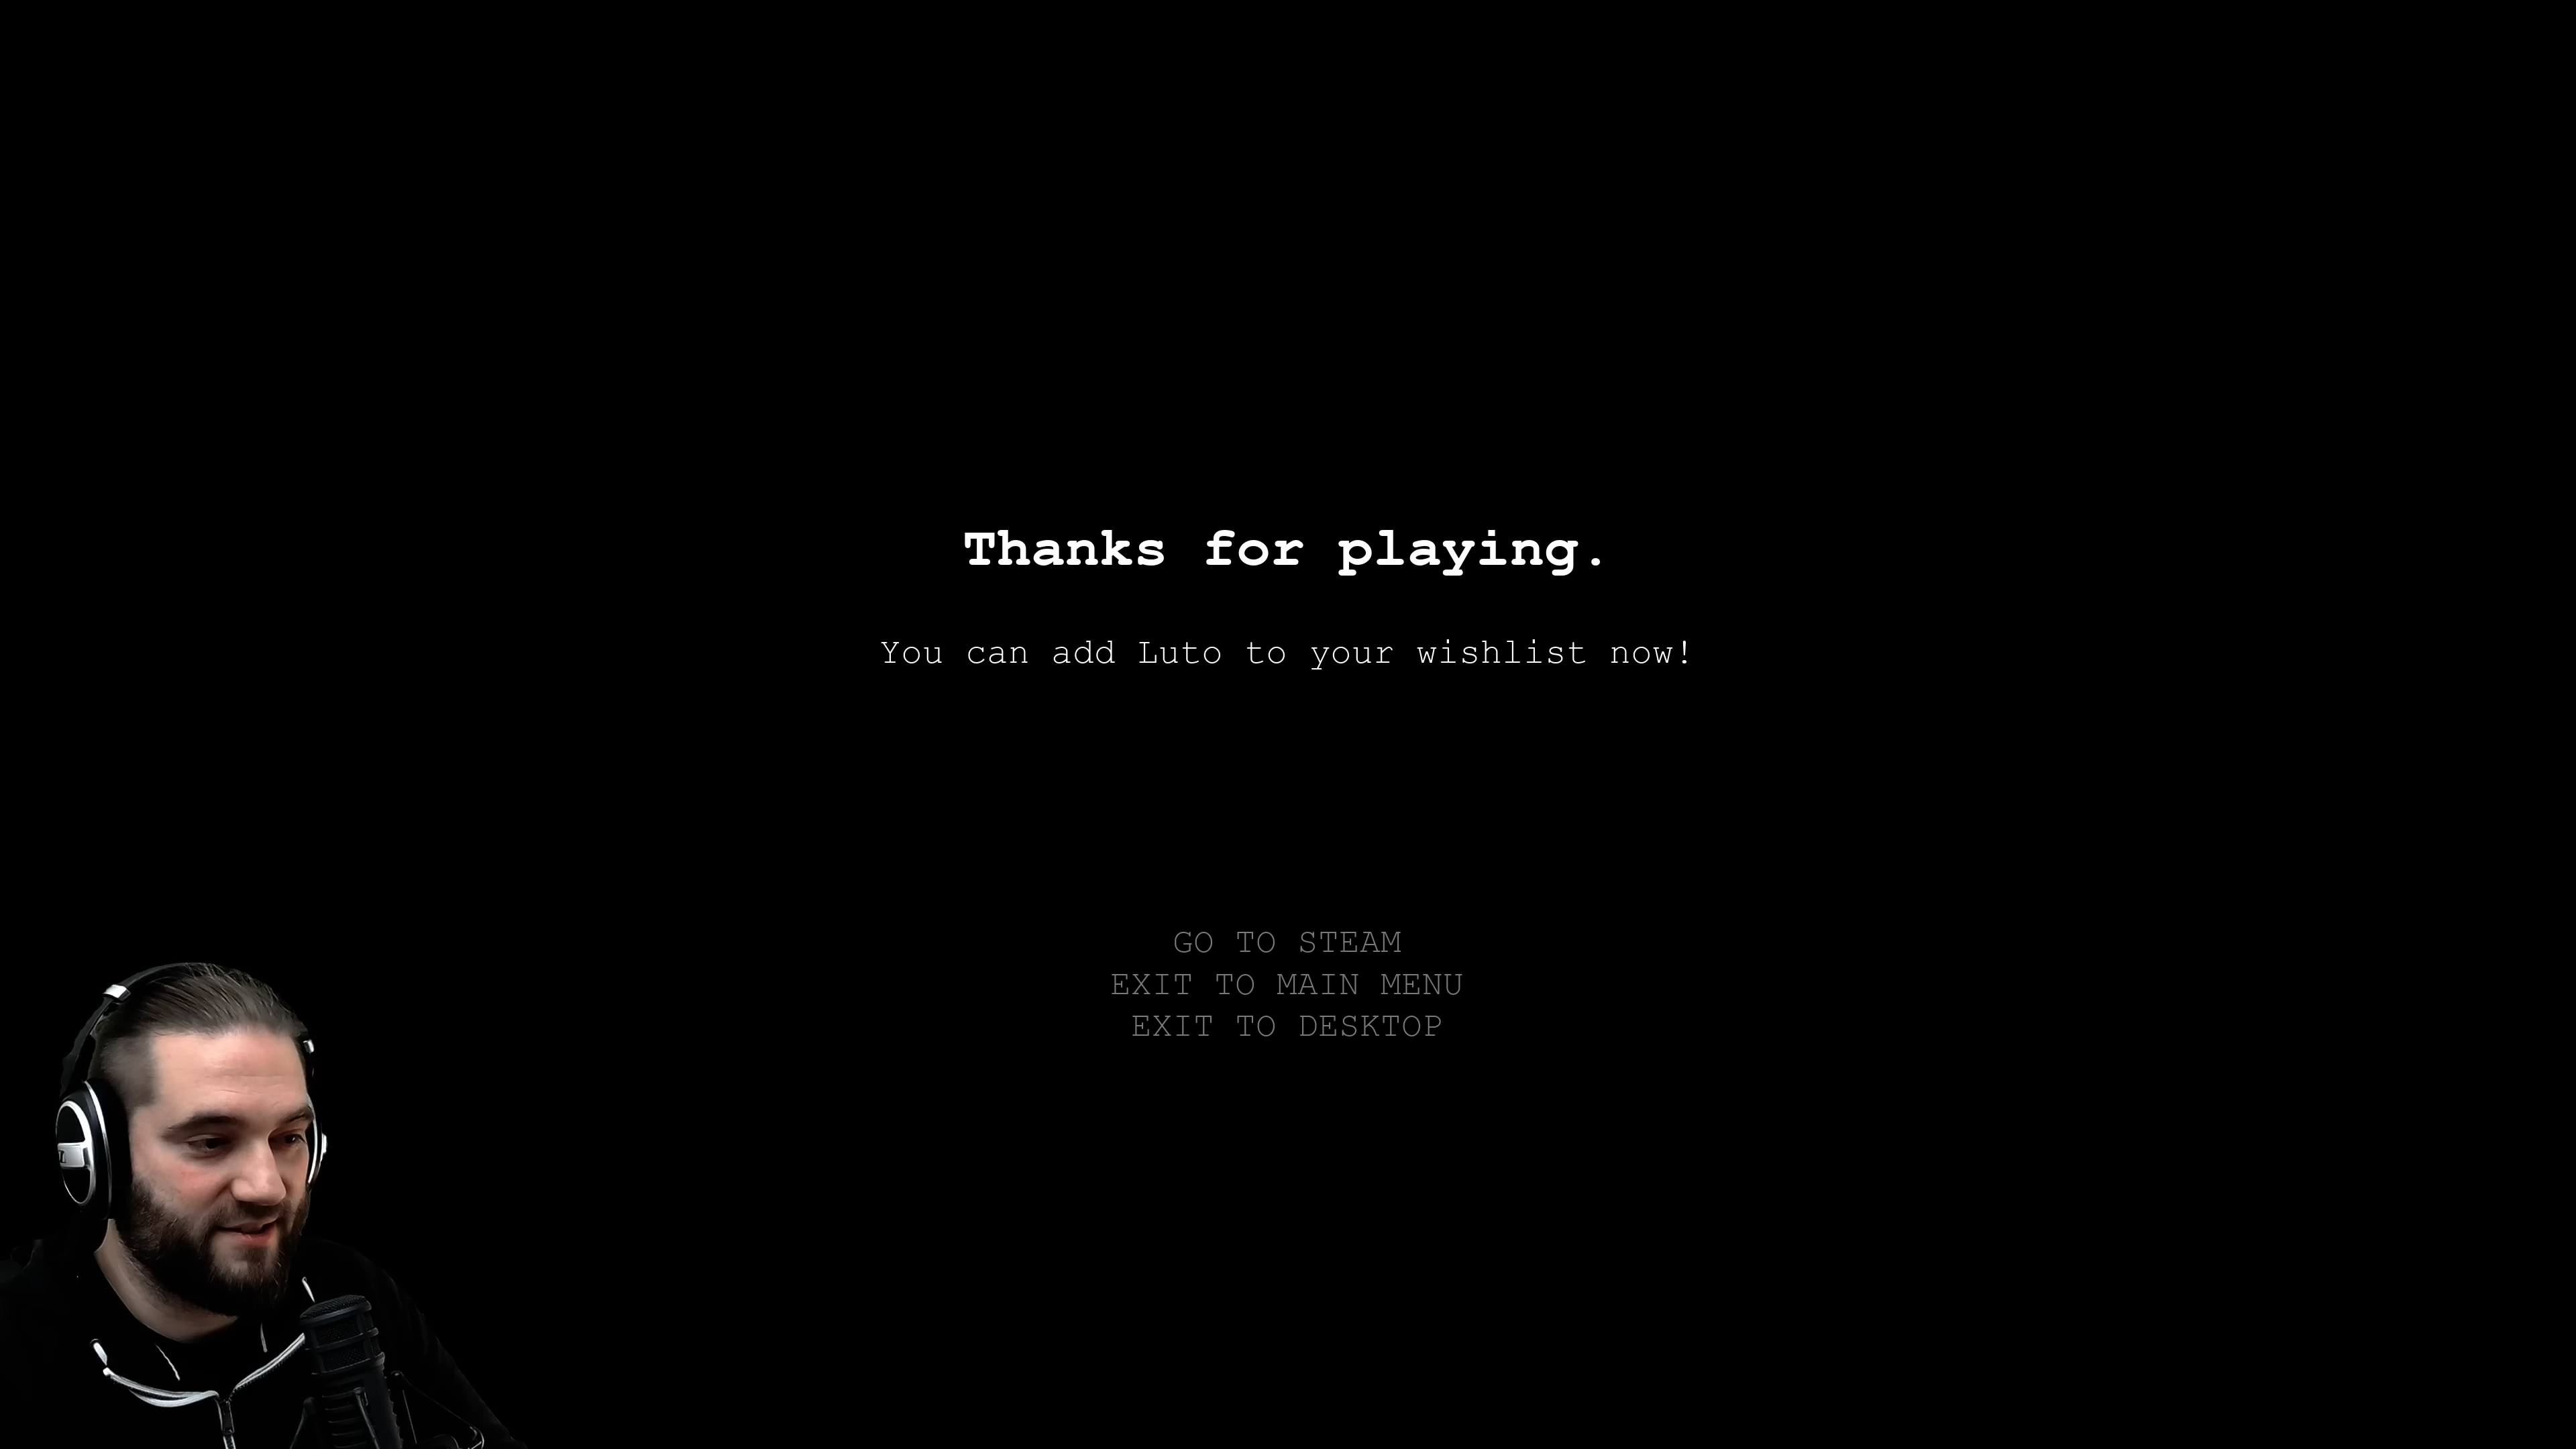 Thanks for playing.
You can add Luto to your wishlist now!
GO TO STEAM
EXIT TO MAIN MENU
EXIT TO DESKTOP